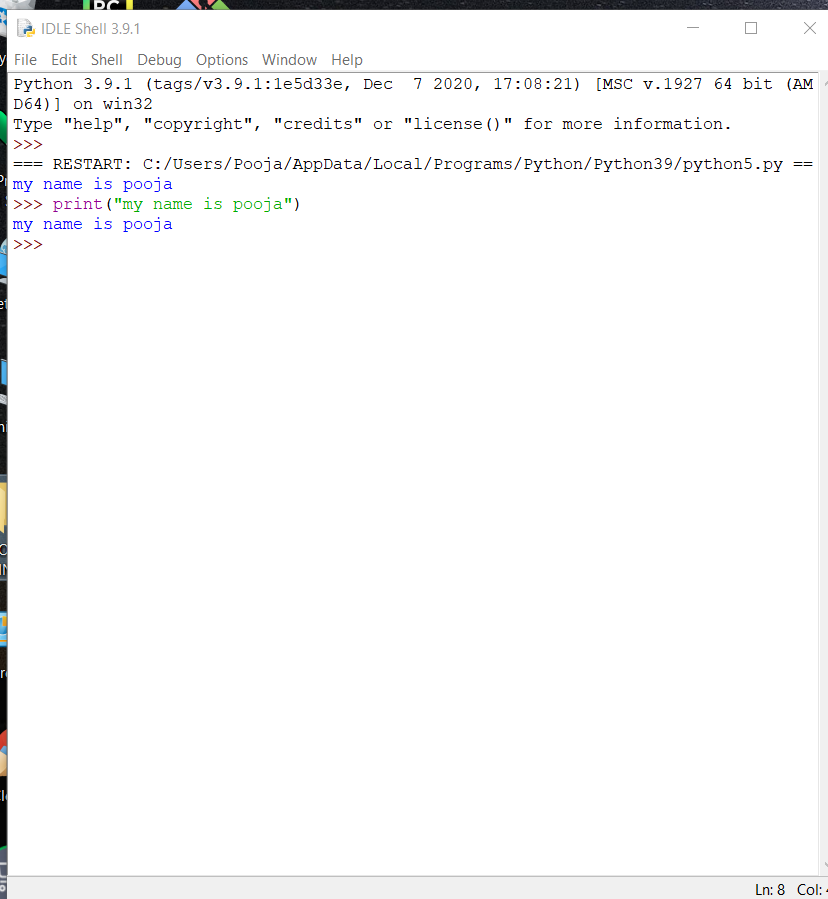 PC
IDLE Shell 3.9.1
File Edit Shell Debug Options Window Help
Python 3.9.1 (tags/v3.9.1:1e5d33e, Dec  7 2020, 17:08:21) [MSC v.1927 64 bit (AM
D64)] on win32
Type "help", "copyright", "credits" or "license()" for more information.
>>>
=== RESTART: C:/Users/Pooja/AppData/Local/Programs/Python/Python39/python5.py ==
my name is pooja
>>> print("my name is pooja")
my name is pooja
>>>
Ln: 8 Col: